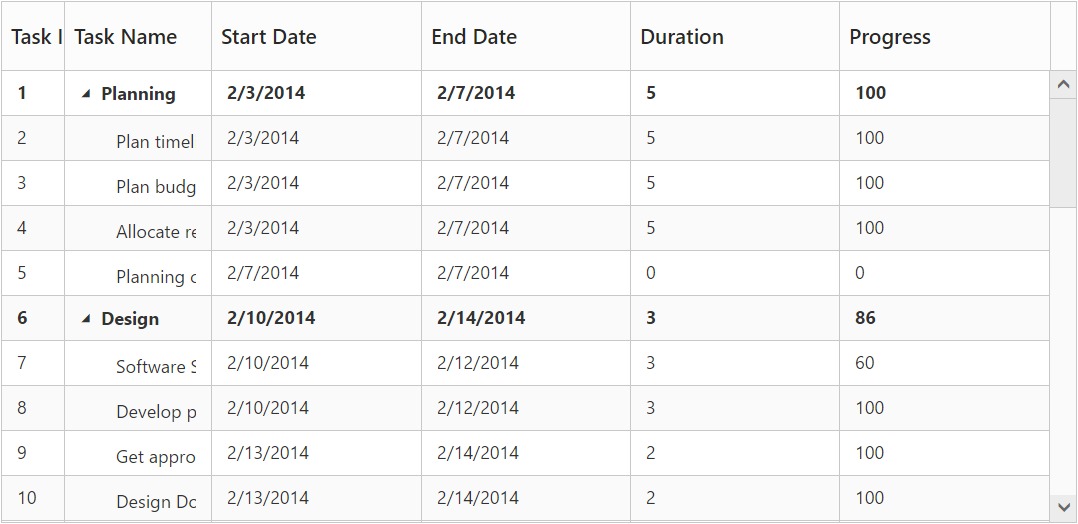 Task I Task Name Start Date End Date Duration Progress
1 Planning 2/3/2014 2/7/2014 5 100
2 Plan timel 2/3/2014 2/7/2014 5 100
3 Plan budg 2/3/2014 2/7/2014 5 100
4 Allocate re 2/3/2014 2/7/2014 5 100
5 Planning c 2/7/2014 2/7/2014 0 0
6 Design 2/10/2014 2/14/2014 3 86
7 Software S 2/10/2014 2/12/2014 3 60
8 Develop p 2/10/2014 2/12/2014 3 100
9 Get appro 2/13/2014 2/14/2014 2 100
10 Design Do 2/13/2014 2/14/2014 2 100